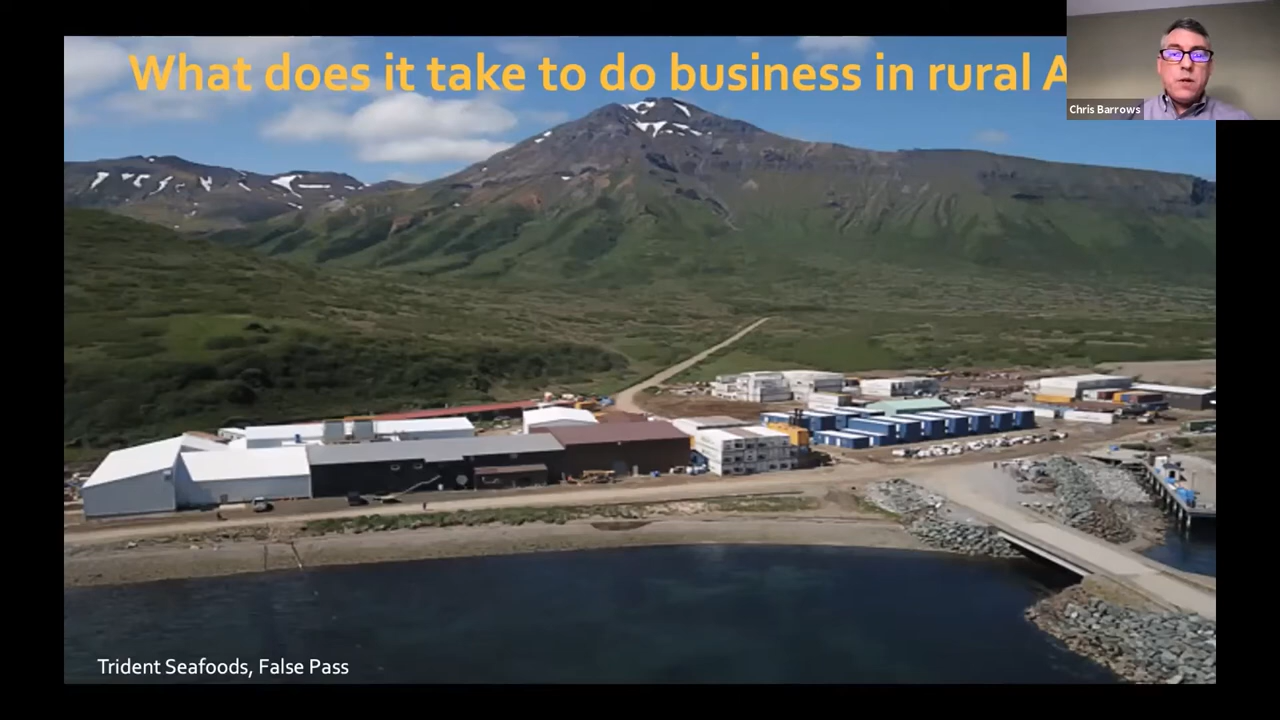 What does it take to do business in rural A
Chris Barrows
Trident Seafoods, False Pass